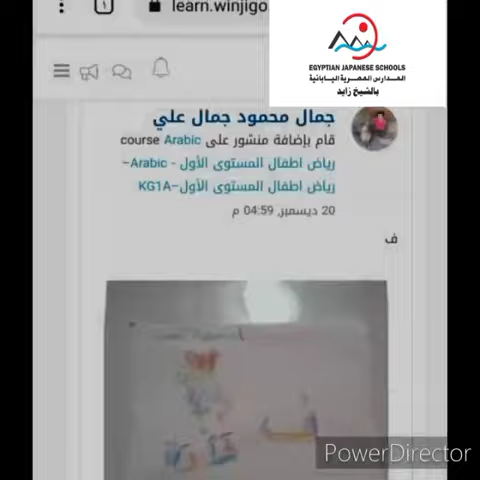 1
learn.winjigo
EGYPTIAN JAPANESE SCHOOLS
المدارس المصرية اليابانية
بالشيخ زايد
جمال محمود جمال علي
قام بإضافة منشور على course Arabic
رياض اطفال المستوى الأول - Arabic–
رياض اطفال المستوى الأول–KG1A
20 ديسمبر, 04:59 م
ف
ف
PowerDirector